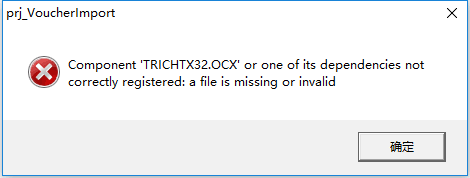 prj_VoucherImport
Component 'TRICHTX32.OCX' or one of its dependencies not
correctly registered: a file is missing or invalid
确定